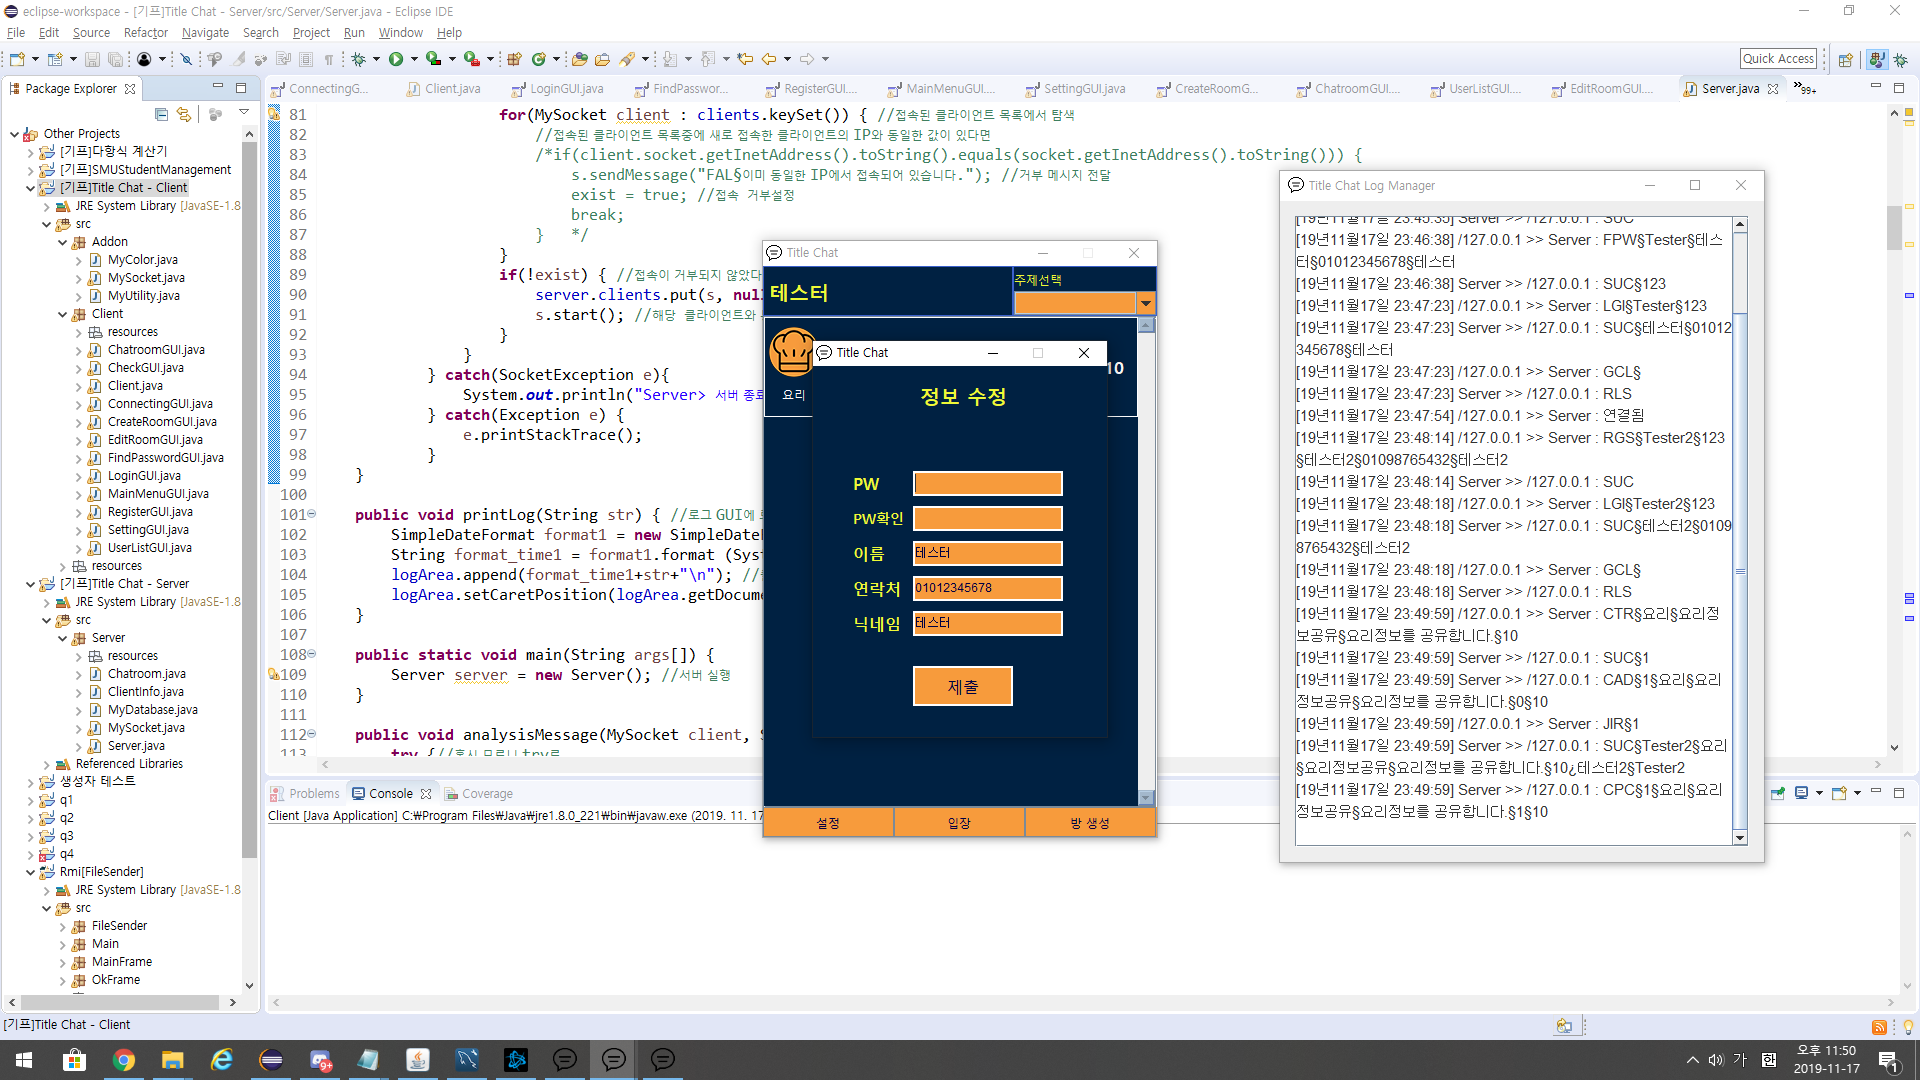 eclipse-workspace - [기프]Title Chat - Server/src/Server/Server.java - Eclipse IDE
File Edit Source Refactor Navigate Search Project Run Window Help
Quick Access
Package Explorer
Other Projects
[기프]다항식 계산기
[기프]SMUStudentManagement
[기프]Title Chat - Client
JRE System Library [JavaSE-1.8
src
Addon
MyColor.java
MySocket.java
MyUtility.java
Client
resources
ChatroomGUI.java
CheckGUI.java
Client.java
ConnectingGUI.java
CreateRoomGUI.java
EditRoomGUI.java
FindPasswordGUI.java
LoginGUI.java
MainMenuGUI.java
RegisterGUI.java
SettingGUI.java
UserListGUI.java
resources
[기프]Title Chat - Server
JRE System Library [JavaSE-1.8
src
Server
resources
Chatroom.java
ClientInfo.java
MyDatabase.java
MySocket.java
Server.java
Referenced Libraries
생성자 테스트
q1
q2
q3
q4
Rmi[FileSender]
JRE System Library [JavaSE-1.8
src
FileSender
Main
MainFrame
OkFrame
ConnectingG... Client.java LoginGUI.java FindPasswor... RegisterGUI.... MainMenuGUI.... SettingGUI.java CreateRoomG... ChatroomGUI.... UserListGUI.... EditRoomGUI.... Server.java »99+
81 for(MySocket client : clients.keySet()) { //접속된 클라이언트 목록에서 탐색
82 //접속된 클라이언트 목록중에 새로 접속한 클라이언트의 IP와 동일한 값이 있다면
83 /*if(client.socket.getInetAddress().toString().equals(socket.getInetAddress().toString())) {
84 s.sendMessage("FAL§이미 동일한 IP에서 접속되어 있습니다."); //거부 메시지 전달
85 exist = true; //접속 거부설정
86 break;
87 } */
88 }
89 if(!exist) { //접속이 거부되지 않았다
90 server.clients.put(s, nul
91 s.start(); //해당 클라이언트와
92 }
93 }
94 } catch(SocketException e){
95 System.out.println("Server> 서버 종료
96 } catch(Exception e) {
97 e.printStackTrace();
98 }
99 }
100
101 public void printLog(String str) { //로그 GUI에
102 SimpleDateFormat format1 = new SimpleDateF
103 String format_time1 = format1.format (Syst
104 logArea.append(format_time1+str+"\n");
105 logArea.setCaretPosition(logArea.getDocume
106 }
107
108 public static void main(String args[]) {
109 Server server = new Server(); //서버 실행
110 }
111
112 public void analysisMessage(MySocket client, S
113 try {//혹시 모르니 try로
Title Chat
테스터
주제선택
요리
10
설정 입장 방 생성
Title Chat
정보 수정
PW
PW확인
이름 테스터
연락처 01012345678
닉네임 테스터
제출
Title Chat Log Manager
[19년11월17일 23:45:35] Server >> /127.0.0.1 : SUC
[19년11월17일 23:46:38] /127.0.0.1 >> Server : FPW§Tester§테스
터§01012345678§테스터
[19년11월17일 23:46:38] Server >> /127.0.0.1 : SUC§123
[19년11월17일 23:47:23] /127.0.0.1 >> Server : LGI§Tester§123
[19년11월17일 23:47:23] Server >> /127.0.0.1 : SUC§테스터§01012
345678§테스터
[19년11월17일 23:47:23] /127.0.0.1 >> Server : GCL§
[19년11월17일 23:47:23] Server >> /127.0.0.1 : RLS
[19년11월17일 23:47:54] /127.0.0.1 >> Server : 연결됨
[19년11월17일 23:48:14] /127.0.0.1 >> Server : RGS§Tester2§123
§테스터2§01098765432§테스터2
[19년11월17일 23:48:14] Server >> /127.0.0.1 : SUC
[19년11월17일 23:48:18] /127.0.0.1 >> Server : LGI§Tester2§123
[19년11월17일 23:48:18] Server >> /127.0.0.1 : SUC§테스터2§0109
8765432§테스터2
[19년11월17일 23:48:18] /127.0.0.1 >> Server : GCL§
[19년11월17일 23:48:18] Server >> /127.0.0.1 : RLS
[19년11월17일 23:49:59] /127.0.0.1 >> Server : CTR§요리§요리정
보공유§요리정보를 공유합니다.§10
[19년11월17일 23:49:59] Server >> /127.0.0.1 : SUC§1
[19년11월17일 23:49:59] Server >> /127.0.0.1 : CAD§1§요리§요리
정보공유§요리정보를 공유합니다.§0§10
[19년11월17일 23:49:59] /127.0.0.1 >> Server : JIR§1
[19년11월17일 23:49:59] Server >> /127.0.0.1 : SUC§Tester2§요리
§요리정보공유§요리정보를 공유합니다.§10¿테스터2§Tester2
[19년11월17일 23:49:59] Server >> /127.0.0.1 : CPC§1§요리§요리
정보공유§요리정보를 공유합니다.§1§10
Problems Console Coverage
Client [Java Application] C:₩Program Files₩Java₩jre1.8.0_221₩bin₩javaw.exe (2019. 11. 17
[기프]Title Chat - Client
9+
가
오후 11:50
2019-11-17
1